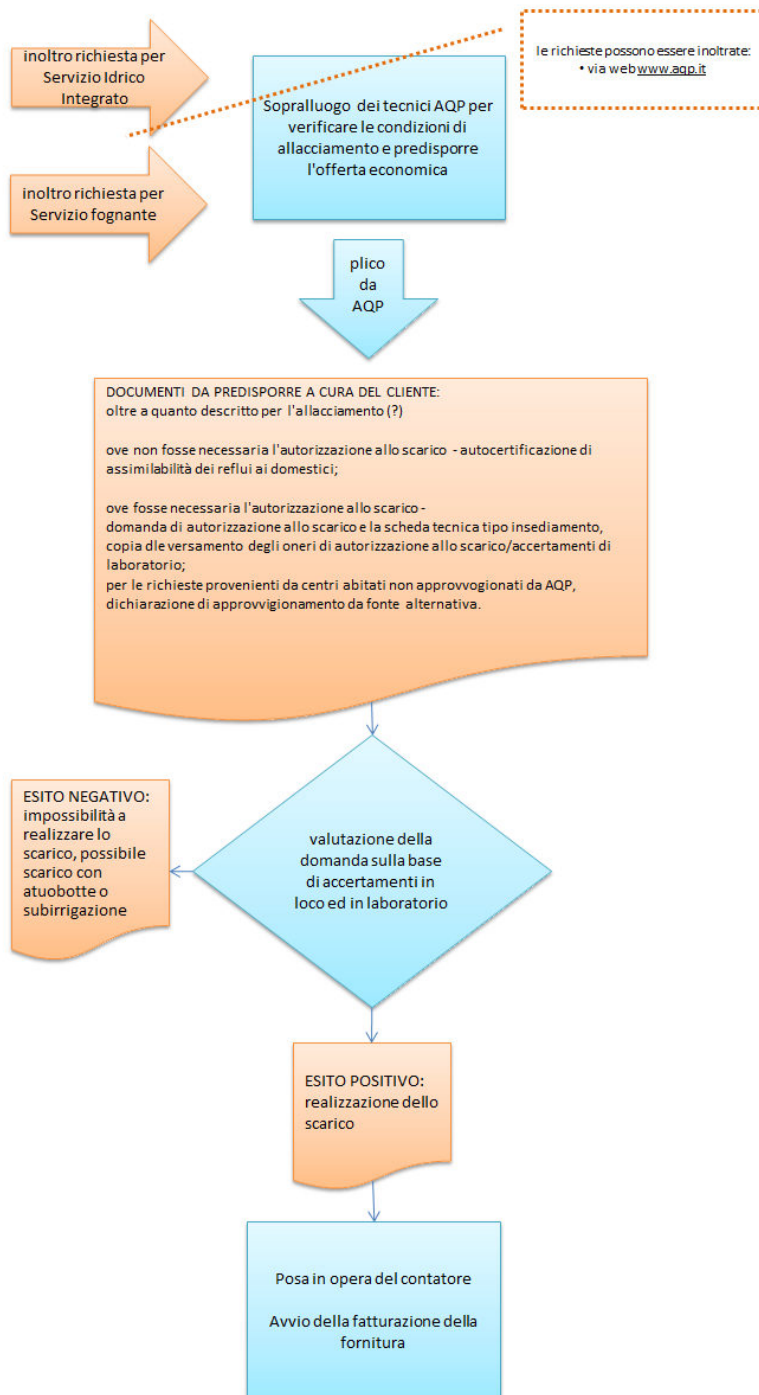 inoltro richiesta per
Servizio Idrico
Integrato
le richieste possono essere inoltrate:
• via web www.aqp.it
Sopralluogo dei tecnici AQP per
verificare le condizioni di
allacciamento e predisporre
l'offerta economica
inoltro richiesta per
Servizio fognante
plico
da
AQP
DOCUMENTI DA PREDISPORRE A CURA DEL CLIENTE:
oltre a quanto descritto per l'allacciamento (?)
ove non fosse necessaria l'autorizzazione allo scarico - autocertificazione di
assimilabilità dei reflui ai domestici;
ove fosse necessaria l'autorizzazione allo scarico -
domanda di autorizzazione allo scarico e la scheda tecnica tipo insediamento,
copia dle versamento degli oneri di autorizzazione allo scarico/accertamenti di
laboratorio;
per le richieste provenienti da centri abitati non approvvogionati da AQP,
dichiarazione di approvvigionamento da fonte alternativa.
ESITO NEGATIVO:
impossibilità a
realizzare lo
scarico, possibile
scarico con
atuobotte o
subirrigazione
valutazione della
domanda sulla base
di accertamenti in
loco ed in laboratorio
ESITO POSITIVO:
realizzazione dello
scarico
Posa in opera del contatore
Avvio della fatturazione della
fornitura